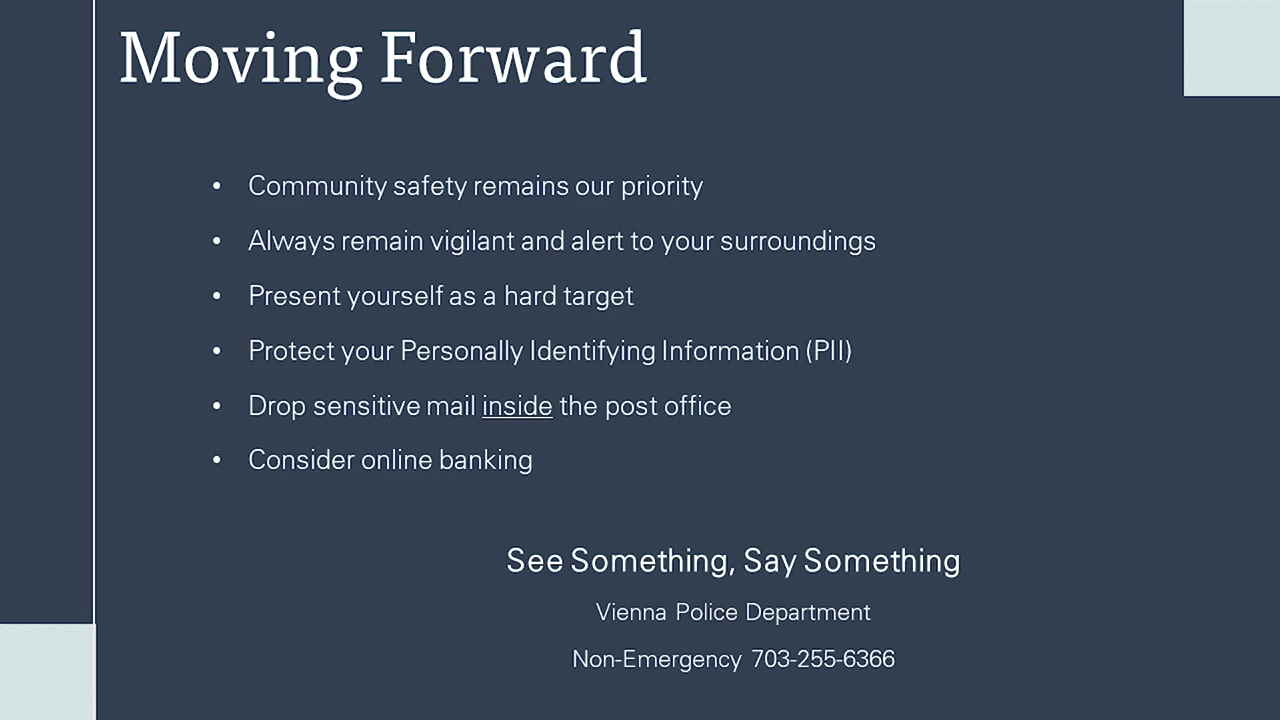 Moving Forward
• Community safety remains our priority
• Always remain vigilant and alert to your surroundings
• Present yourself as a hard target
• Protect your Personally Identifying Information (PII)
• Drop sensitive mail inside the post office
• Consider online banking
See Something, Say Something
Vienna Police Department
Non-Emergency 703-255-6366